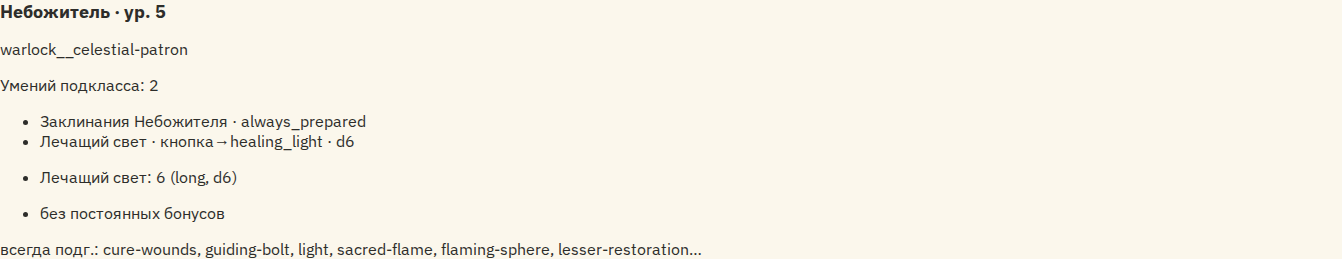 Небожитель · ур. 5
warlock__celestial-patron
Умений подкласса: 2
• Заклинания Небожителя · always_prepared
• Лечащий свет · кнопка→healing_light · d6
• Лечащий свет: 6 (long, d6)
• без постоянных бонусов
всегда подг.: cure-wounds, guiding-bolt, light, sacred-flame, flaming-sphere, lesser-restoration…